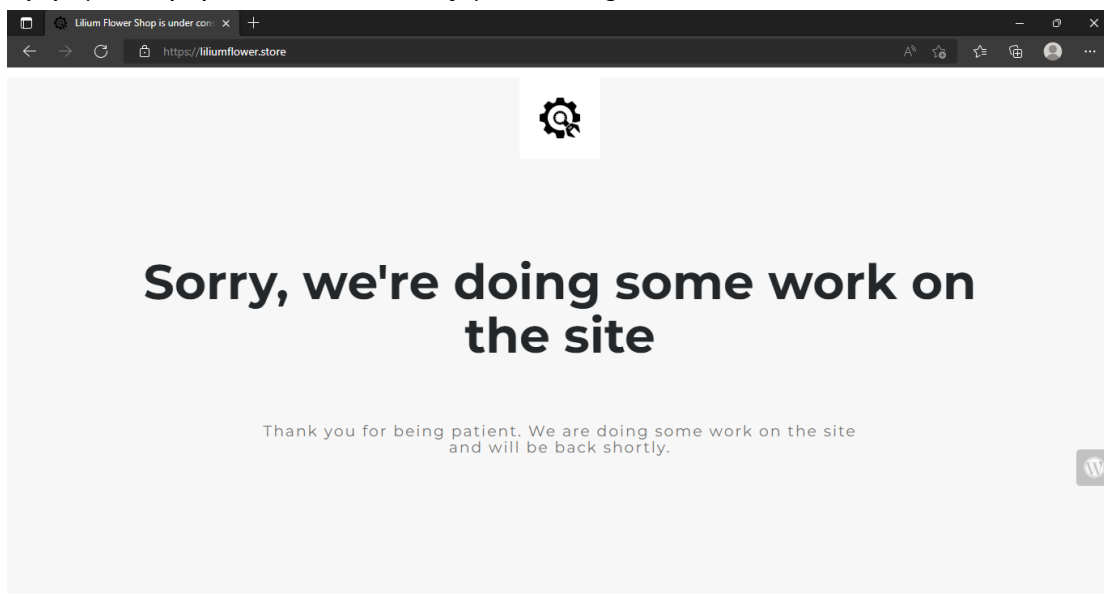 Lilium Flower Shop is under con
https://liliumflower.store
Sorry, we're doing some work on
the site
Thank you for being patient. We are doing some work on the site
and will be back shortly.